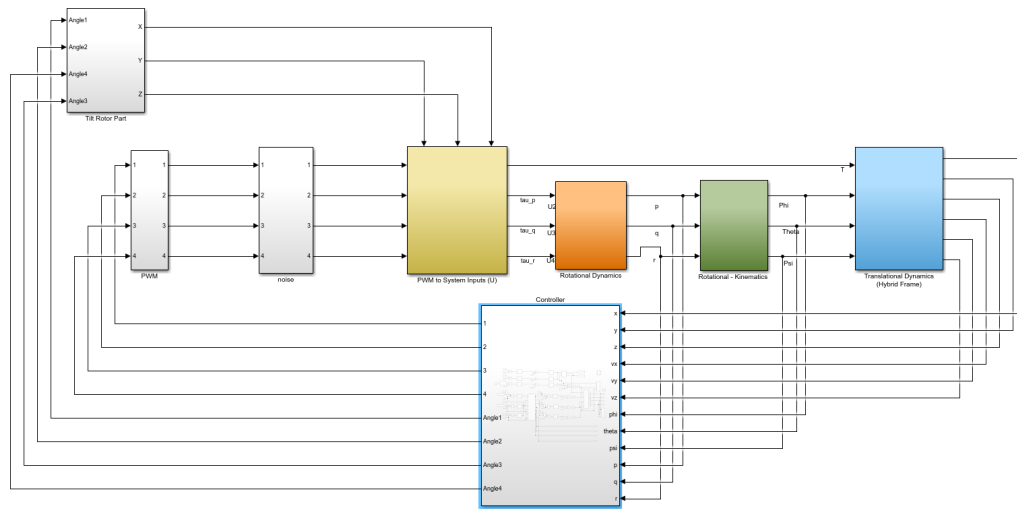 Angle1
Angle2
Angle4
Angle3
X
Y
Z
Tilt Rotor Part
1
2
3
4
1
2
3
4
PWM
1
2
3
4
1
2
3
4
noise
PWM to System Inputs (U)
tau_p
tau_q
tau_r
U2
U3
U4
Rotational Dynamics
p
q
r
Rotational - Kinematics
Phi
Theta
Psi
T
Translational Dynamics
(Hybrid Frame)
Controller
1
2
3
4
Angle1
Angle2
Angle3
Angle4
x
y
z
vx
vy
vz
phi
theta
psi
p
q
r